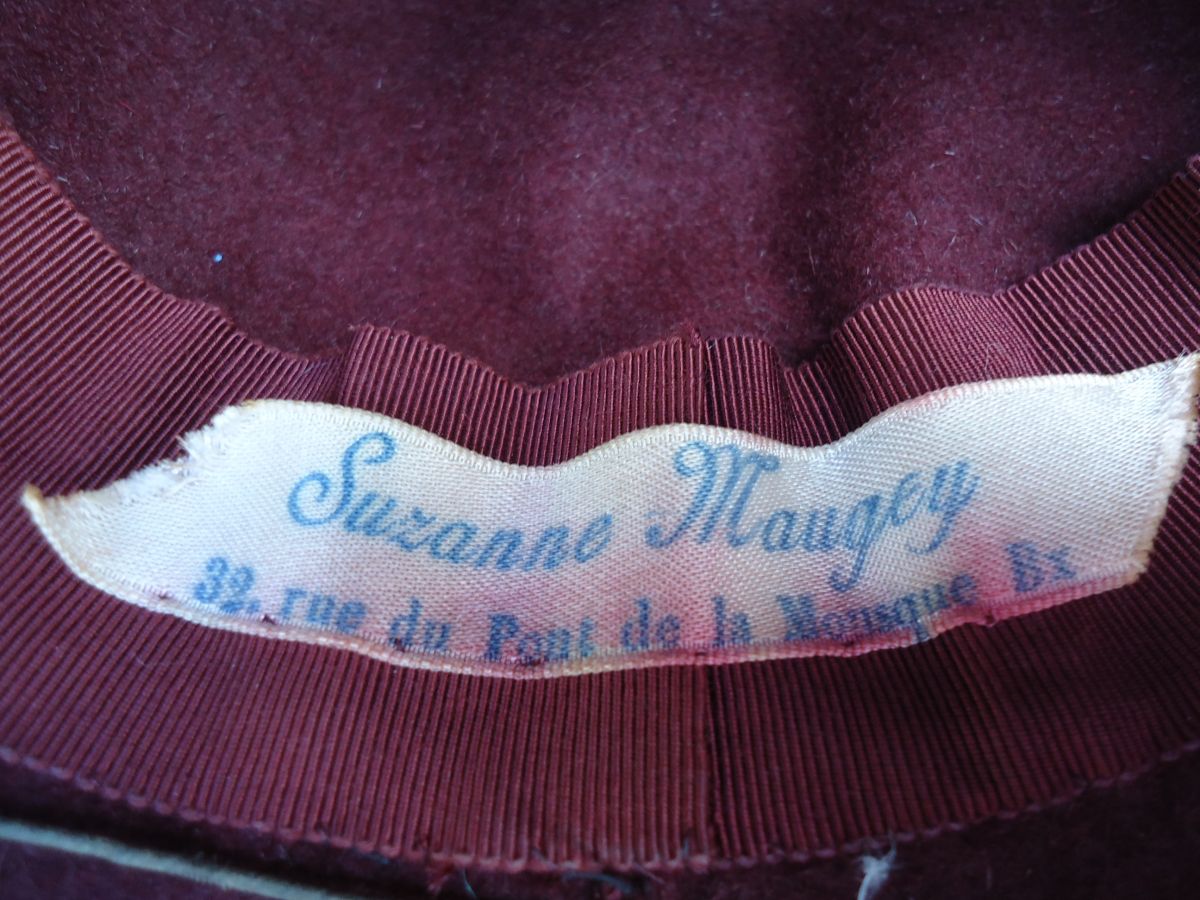 Suzanne Maugey
32, rue du Pont de la Mousque Bx